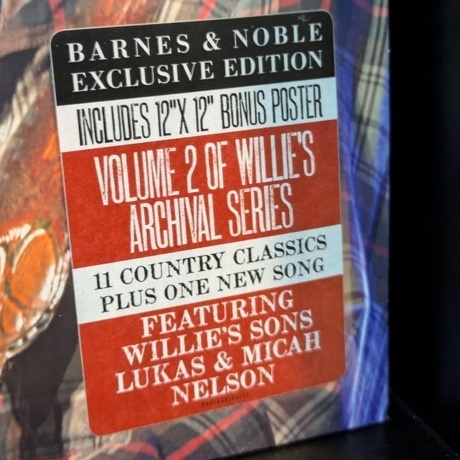 BARNES & NOBLE
EXCLUSIVE EDITION
INCLUDES 12"X 12" BONUS POSTER
VOLUME 2 OF WILLIE'S
ARCHIVAL SERIES
11 COUNTRY CLASSICS
PLUS ONE NEW SONG
FEATURING
WILLIE'S SONS
LUKAS & MICAH
NELSON